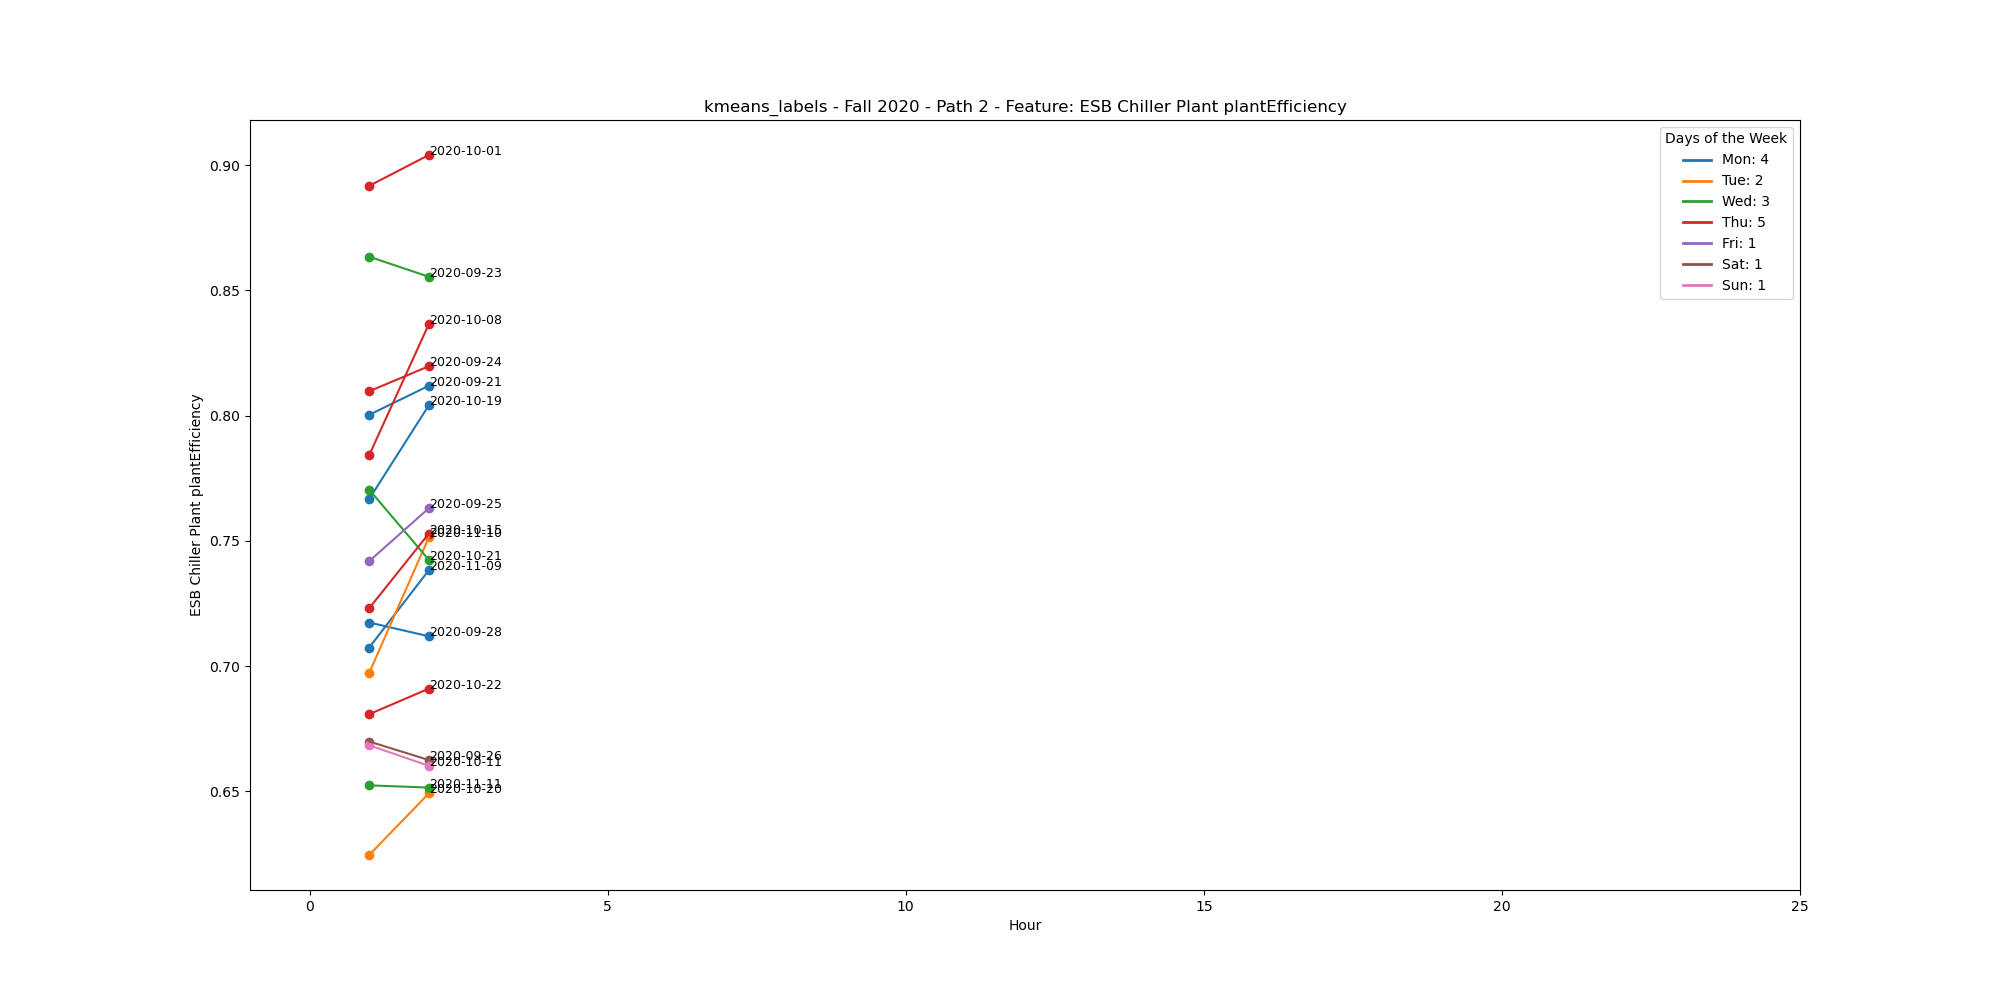 kmeans_labels - Fall 2020 - Path 2 - Feature: ESB Chiller Plant plantEfficiency
ESB Chiller Plant plantEfficiency
0.90
0.85
0.80
0.75
0.70
0.65
2020-10-01
2020-09-23
2020-10-08
2020-09-24
2020-09-21
2020-10-19
2020-09-25
2020-10-15
2020-11-10
2020-10-21
2020-11-09
2020-09-28
2020-10-22
2020-09-26
2020-10-11
2020-11-11
2020-10-20
Days of the Week
Mon: 4
Tue: 2
Wed: 3
Thu: 5
Fri: 1
Sat: 1
Sun: 1
0 5 10 15 20 25
Hour